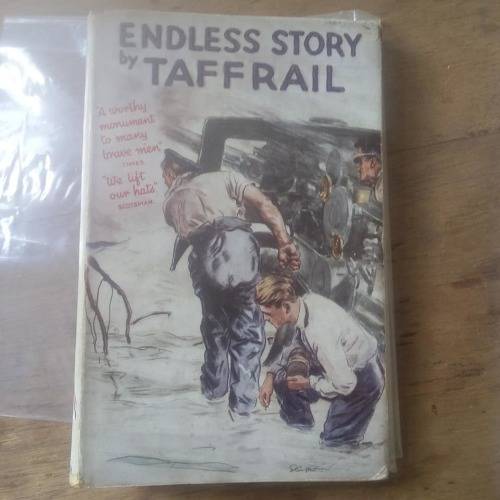 ENDLESS STORY
by TAFFRAIL
"A worthy
monument
to many
brave men"
TIMES
"We lift
our hats"
SCOTSMAN